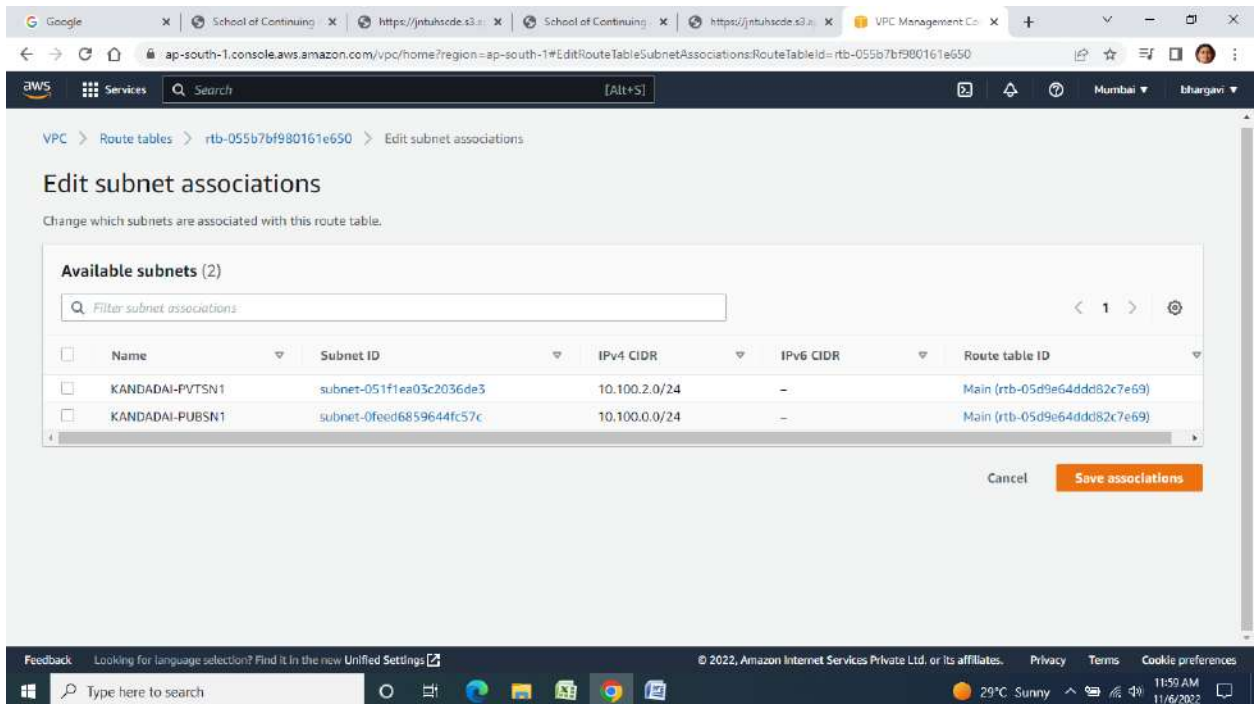 Google
School of Continuing
https://jntuhscde.s3.a
School of Continuing
https://jntuhscde.s3.a
VPC Management Co
ap-south-1.console.aws.amazon.com/vpc/home?region=ap-south-1#EditRouteTableSubnetAssociations:RouteTableId=rtb-055b7bf980161e650
aws Services Search [Alt+S] Mumbai bhargavi
VPC > Route tables > rtb-055b7bf980161e650 > Edit subnet associations
Edit subnet associations
Change which subnets are associated with this route table.
Available subnets (2)
Filter subnet associations < 1 >
Name Subnet ID IPv4 CIDR IPv6 CIDR Route table ID
KANDADAI-PVTSN1 subnet-051f1ea03c2036de3 10.100.2.0/24 – Main (rtb-05d9e64ddd82c7e69)
KANDADAI-PUBSN1 subnet-0feed6859644fc57c 10.100.0.0/24 – Main (rtb-05d9e64ddd82c7e69)
Cancel Save associations
Feedback Looking for language selection? Find it in the new Unified Settings © 2022, Amazon Internet Services Private Ltd. or its affiliates. Privacy Terms Cookie preferences
Type here to search 29°C Sunny 11:59 AM
11/6/2022